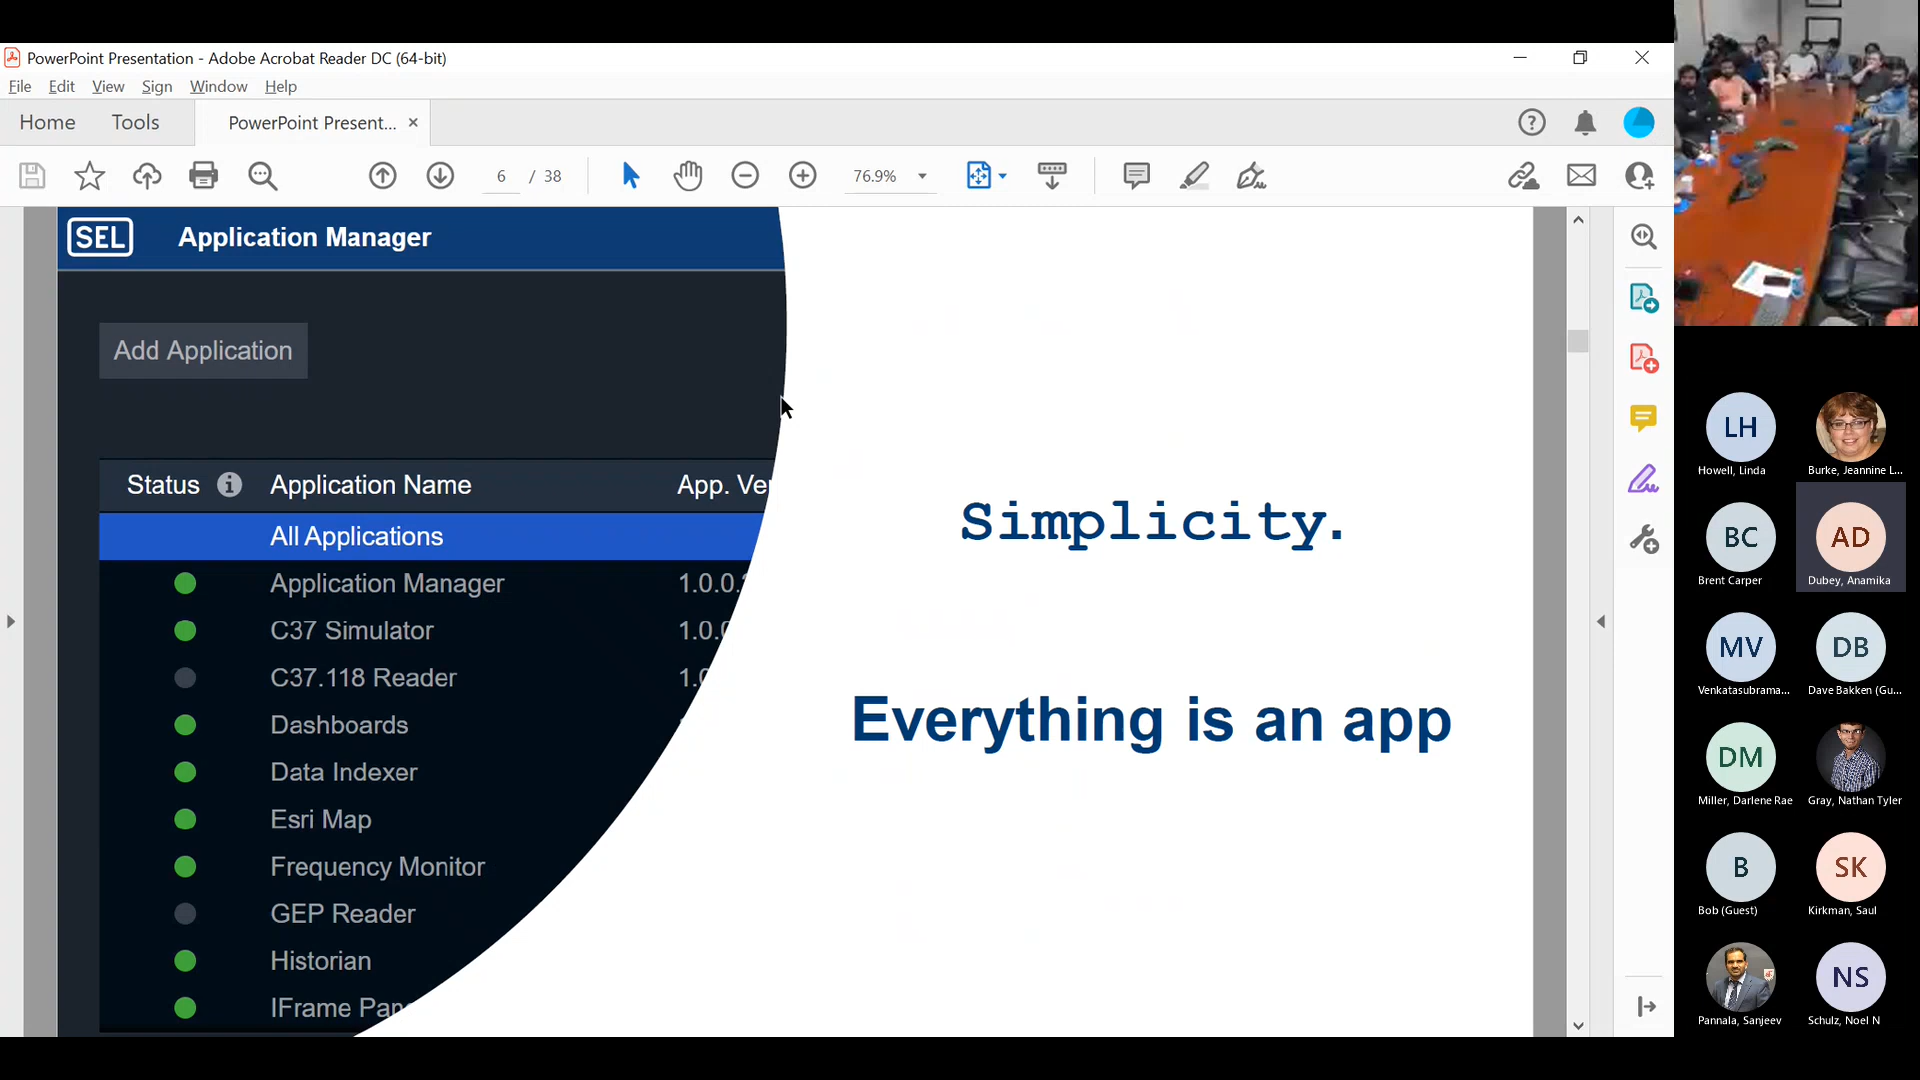 PowerPoint Presentation - Adobe Acrobat Reader DC (64-bit)
File Edit View Sign Window Help
Home Tools PowerPoint Present... ×
6 / 38 76.9%
SEL Application Manager
Add Application
Status Application Name App. Ve
All Applications
Application Manager 1.0.0.
C37 Simulator 1.0.0
C37.118 Reader 1.0
Dashboards
Data Indexer
Esri Map
Frequency Monitor
GEP Reader
Historian
IFrame Pan
Simplicity.
Everything is an app
LH
Howell, Linda
Burke, Jeannine L...
BC
Brent Carper
AD
Dubey, Anamika
MV
Venkatasubrama...
DB
Dave Bakken (Gu...
DM
Miller, Darlene Rae
Gray, Nathan Tyler
B
Bob (Guest)
SK
Kirkman, Saul
Pannala, Sanjeev
NS
Schulz, Noel N